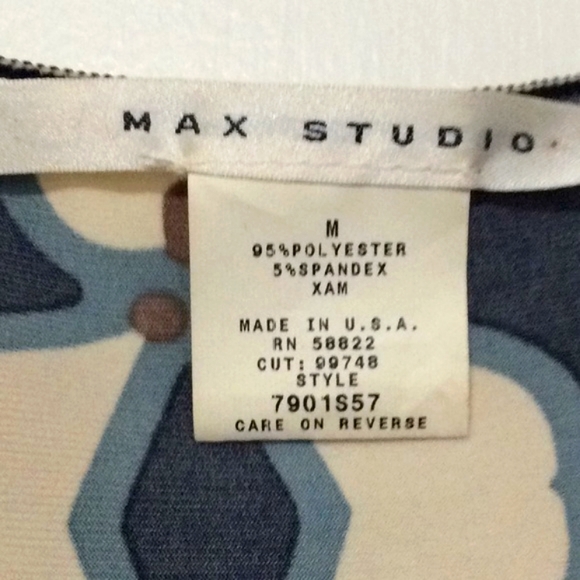 MAX STUDIO.
M
95%POLYESTER
5%SPANDEX
XAM
MADE IN U.S.A.
RN 58822
CUT: 99748
STYLE
7901S57
CARE ON REVERSE